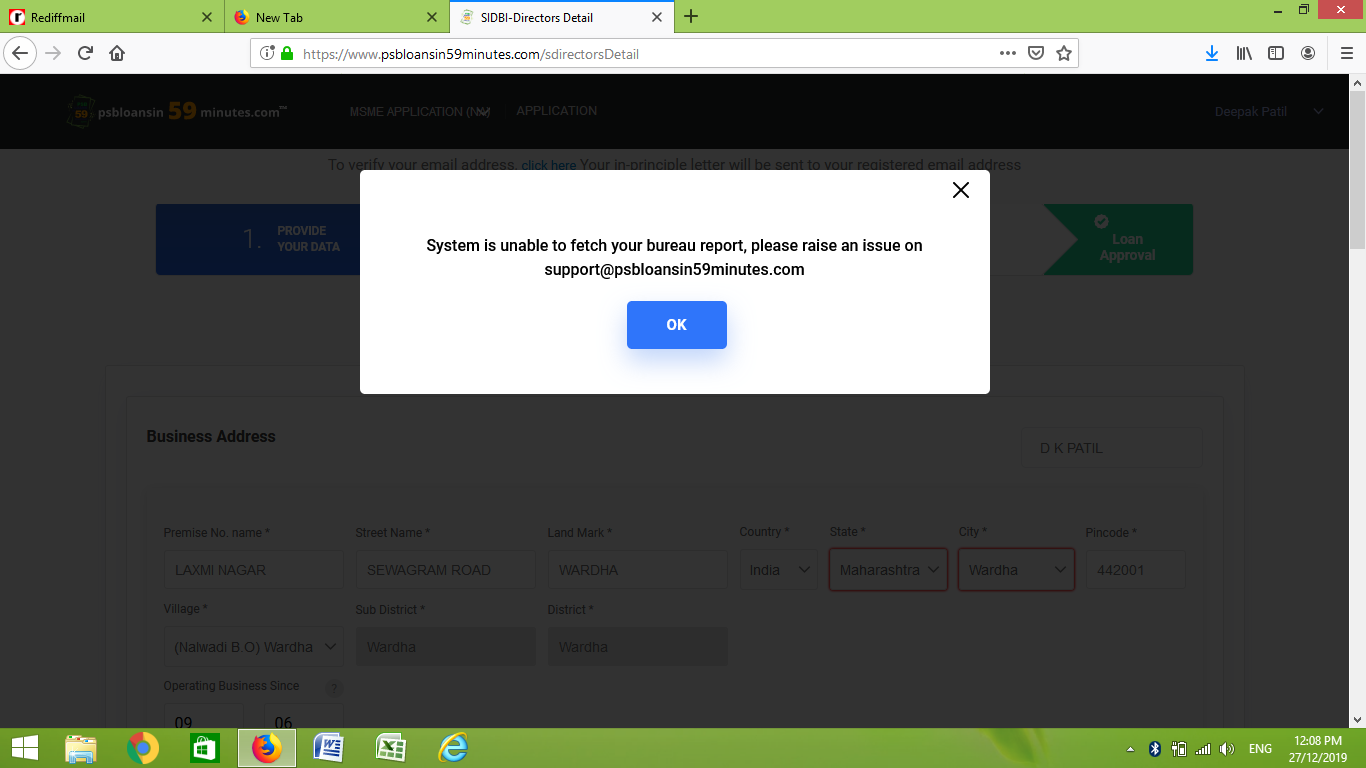 Rediffmail
New Tab
SIDBI-Directors Detail
https://www.psbloansin59minutes.com/sdirectorsDetail
psbloansin 59 minutes.com™
MSME APPLICATION
APPLICATION
Deepak Patil
To verify your email address, click here Your in-principle letter will be sent to your registered email address
1. PROVIDE
YOUR DATA
Loan
Approval
System is unable to fetch your bureau report, please raise an issue on
support@psbloansin59minutes.com
OK
Business Address
D K PATIL
Premise No. name * Street Name * Land Mark * Country * State * City * Pincode *
LAXMI NAGAR SEWAGRAM ROAD WARDHA India Maharashtra Wardha 442001
Village * Sub District * District *
(Nalwadi B.O) Wardha Wardha Wardha
Operating Business Since ?
09 06
ENG
12:08 PM
27/12/2019